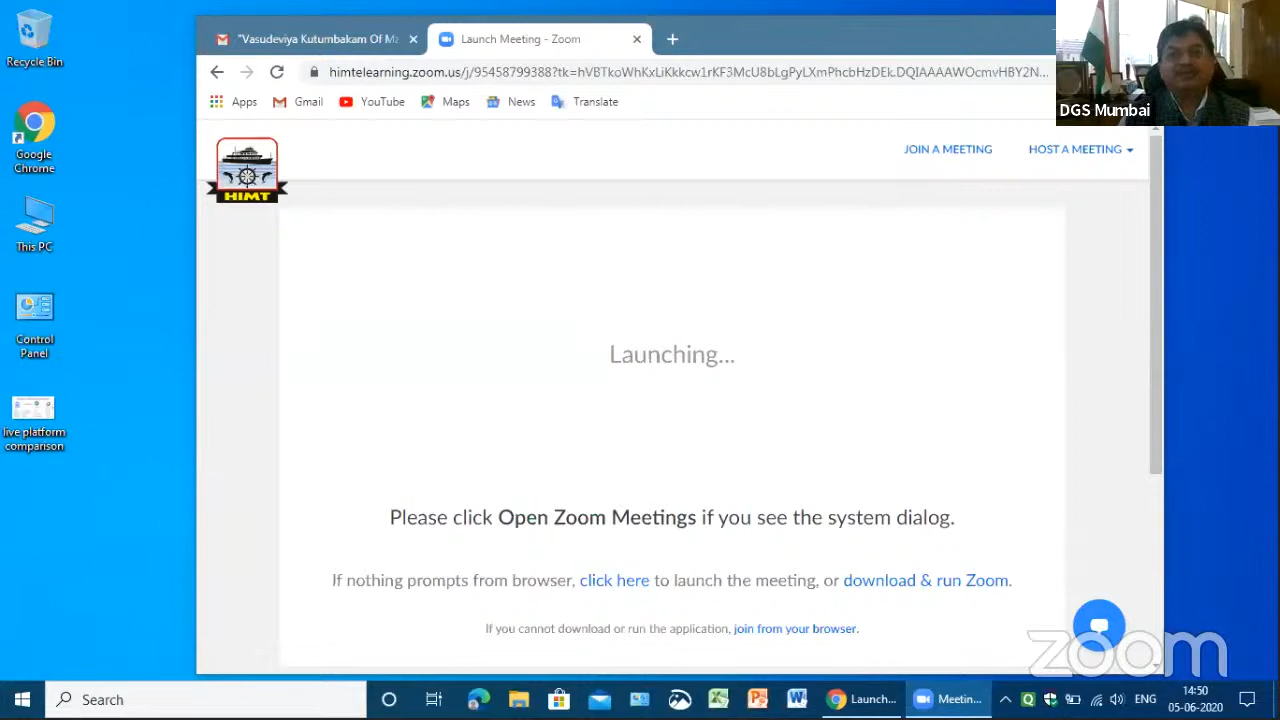 Recycle Bin
Google
Chrome
This PC
Control
Panel
live platform
comparison
"Vasudeviya Kutumbakam Of Ma
Launch Meeting - Zoom
himtelearning.zoom.us/j/95458799388?tk=hVBTkoWhKxLiKkkcw1rKF3McU8bLgPyLXmPhcbHzDEk.DQIAAAAWOcmvHBY2N...
Apps
Gmail
YouTube
Maps
News
Translate
DGS Mumbai
HIMT
JOIN A MEETING
HOST A MEETING
Launching...
Please click Open Zoom Meetings if you see the system dialog.
If nothing prompts from browser, click here to launch the meeting, or download & run Zoom.
If you cannot download or run the application, join from your browser.
zoom
Search
Launch...
Meetin...
ENG
14:50
05-06-2020